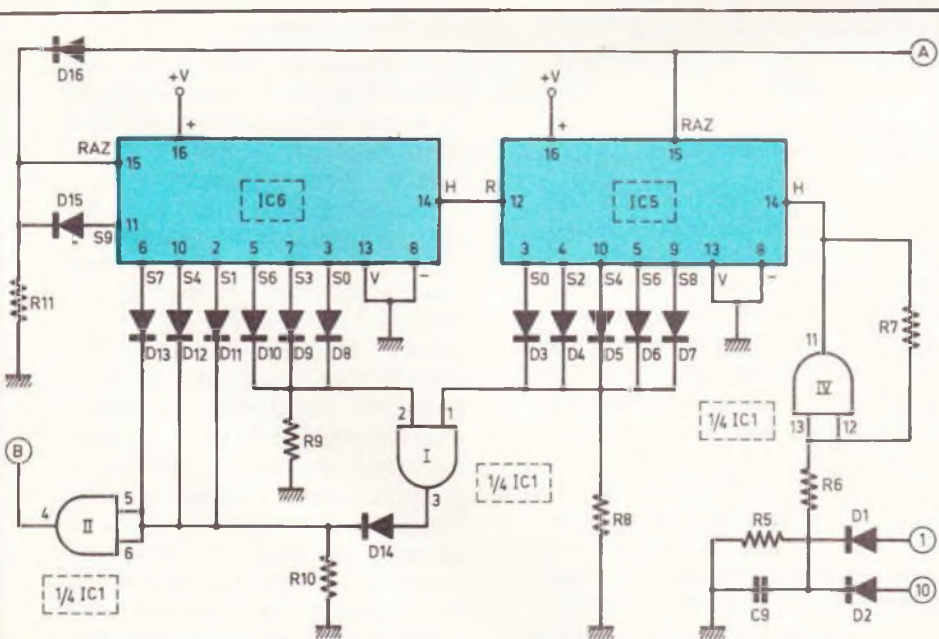 D16
A
+V
+V
+
+
RAZ
16
RAZ
15
16
15
D15
IC6
H
R
IC5
H
14
12
14
11
S9
6 10 2 5 7 3 13 8
3 4 10 5 9 13 8
S7 S4 S1 S6 S3 S0 V −
S0 S2 S4 S6 S8 V −
R11
R7
D13 D12 D11 D10 D9 D8
D3 D4 D5 D6 D7
11
IV
2 1
1/4 IC1
13 12
B
R9
I
1/4 IC1
R6
5
3
4 II
R8
R5
D1
1
6
D14
R10
1/4 IC1
C9
D2
10